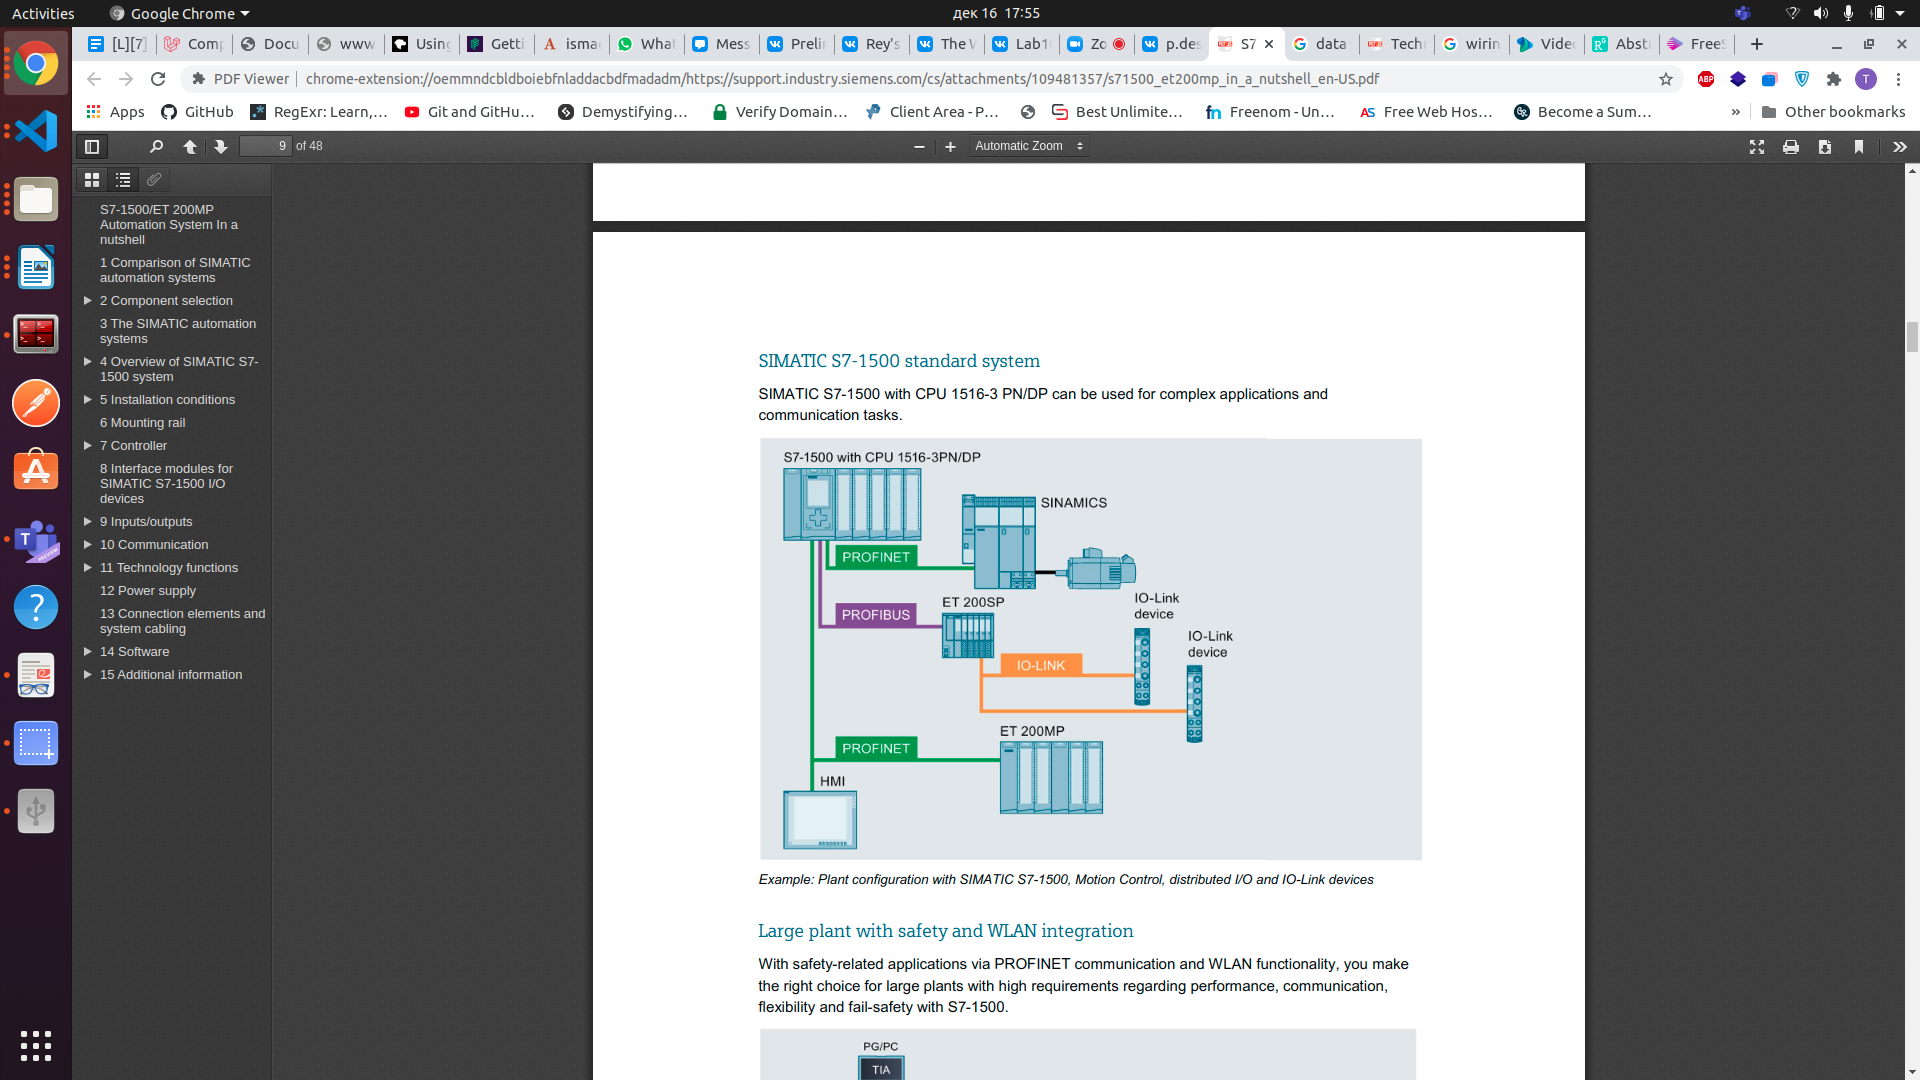 Activities
Google Chrome
дек 16 17:55
[L][7]
Comp
Docu
www
Using
Getti
isma
What
Mess
Prelin
Rey's
The W
Lab1
Zo
p.des
S7
data
Techn
wirin
Video
Abstr
FreeS
PDF Viewer
chrome-extension://oemmndcbldboiebfnladdacbdfmadadm/https://support.industry.siemens.com/cs/attachments/109481357/s71500_et200mp_in_a_nutshell_en-US.pdf
ABP
T
Apps
GitHub
RegExr: Learn,...
Git and GitHu...
Demystifying...
Verify Domain...
Client Area - P...
Best Unlimite...
Freenom - Un...
Free Web Hos...
Become a Sum...
»
Other bookmarks
9 of 48
Automatic Zoom
S7-1500/ET 200MP
Automation System In a
nutshell
1 Comparison of SIMATIC
automation systems
2 Component selection
3 The SIMATIC automation
systems
4 Overview of SIMATIC S7-
1500 system
5 Installation conditions
6 Mounting rail
7 Controller
8 Interface modules for
SIMATIC S7-1500 I/O
devices
9 Inputs/outputs
10 Communication
11 Technology functions
12 Power supply
13 Connection elements and
system cabling
14 Software
15 Additional information
SIMATIC S7-1500 standard system
SIMATIC S7-1500 with CPU 1516-3 PN/DP can be used for complex applications and
communication tasks.
S7-1500 with CPU 1516-3PN/DP
SINAMICS
PROFINET
ET 200SP
IO-Link
device
PROFIBUS
IO-Link
device
IO-LINK
ET 200MP
PROFINET
HMI
Example: Plant configuration with SIMATIC S7-1500, Motion Control, distributed I/O and IO-Link devices
Large plant with safety and WLAN integration
With safety-related applications via PROFINET communication and WLAN functionality, you make
the right choice for large plants with high requirements regarding performance, communication,
flexibility and fail-safety with S7-1500.
PG/PC
TIA